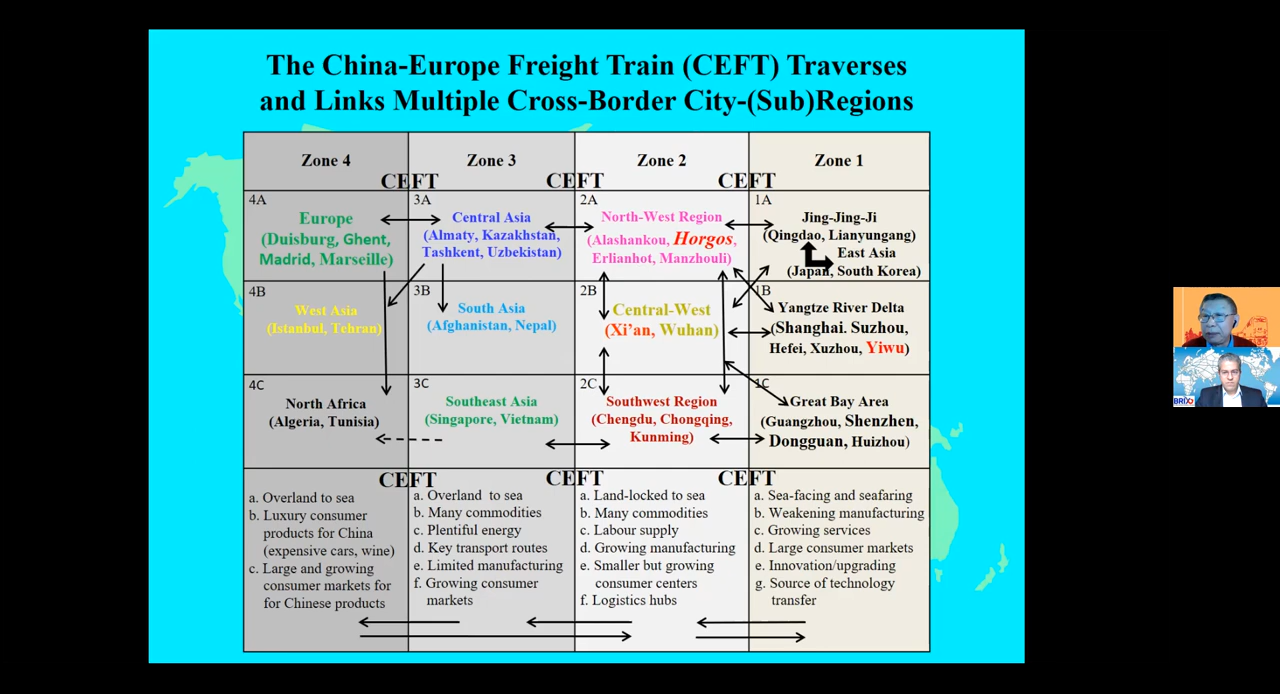 The China-Europe Freight Train (CEFT) Traverses
and Links Multiple Cross-Border City-(Sub)Regions
Zone 4
Zone 3
Zone 2
Zone 1
CEFT
CEFT
CEFT
4A
Europe
(Duisburg, Ghent,
Madrid, Marseille)
3A
Central Asia
(Almaty, Kazakhstan,
Tashkent, Uzbekistan)
2A
North-West Region
(Alashankou, Horgos,
Erlianhot, Manzhouli)
1A
Jing-Jing-Ji
(Qingdao, Lianyungang)
East Asia
(Japan, South Korea)
4B
West Asia
(Istanbul, Tehran)
3B
South Asia
(Afghanistan, Nepal)
2B
Central-West
(Xi'an, Wuhan)
1B
Yangtze River Delta
(Shanghai. Suzhou,
Hefei, Xuzhou, Yiwu)
4C
North Africa
(Algeria, Tunisia)
3C
Southeast Asia
(Singapore, Vietnam)
2C
Southwest Region
(Chengdu, Chongqing,
Kunming)
1C
Great Bay Area
(Guangzhou, Shenzhen,
Dongguan, Huizhou)
CEFT
CEFT
CEFT
a. Overland to sea
b. Luxury consumer
products for China
(expensive cars, wine)
c. Large and growing
consumer markets for
for Chinese products
a. Overland to sea
b. Many commodities
c. Plentiful energy
d. Key transport routes
e. Limited manufacturing
f. Growing consumer
markets
a. Land-locked to sea
b. Many commodities
c. Labour supply
d. Growing manufacturing
e. Smaller but growing
consumer centers
f. Logistics hubs
a. Sea-facing and seafaring
b. Weakening manufacturing
c. Growing services
d. Large consumer markets
e. Innovation/upgrading
g. Source of technology
transfer